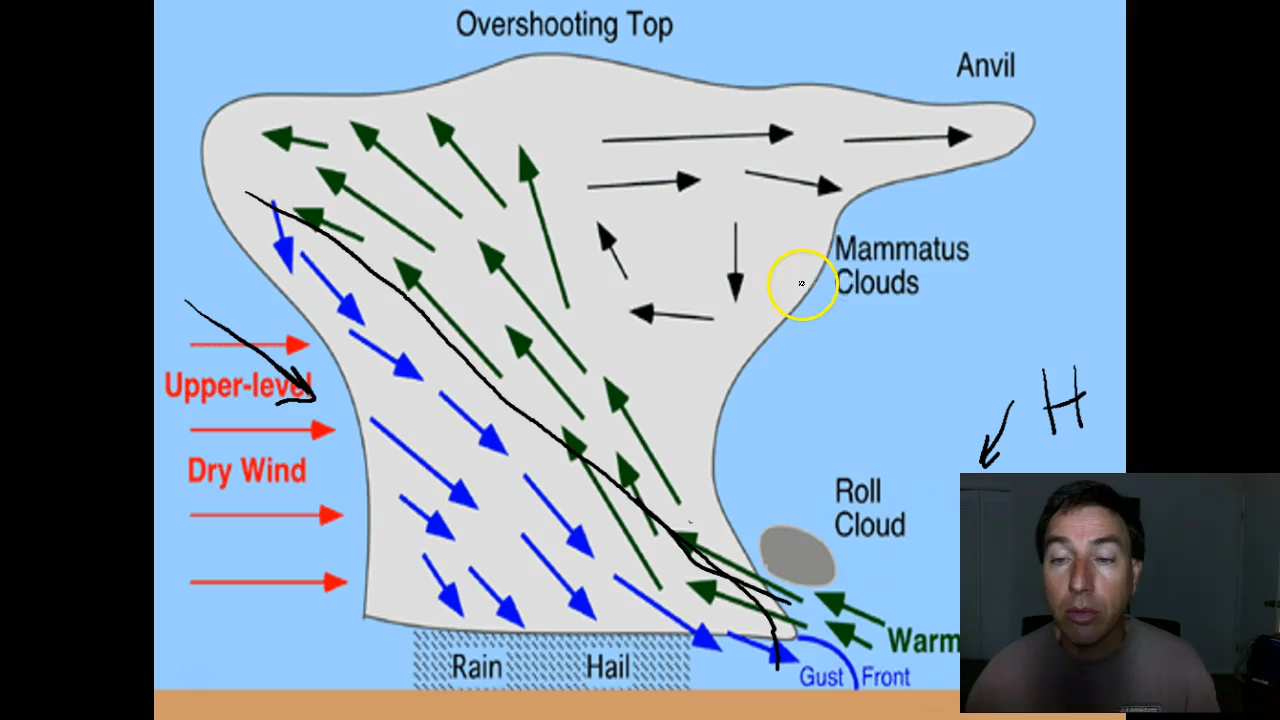 Overshooting Top
Anvil
Mammatus
Clouds
Upper-level
Dry Wind
H
Roll
Cloud
Warm
Rain
Hail
Gust Front